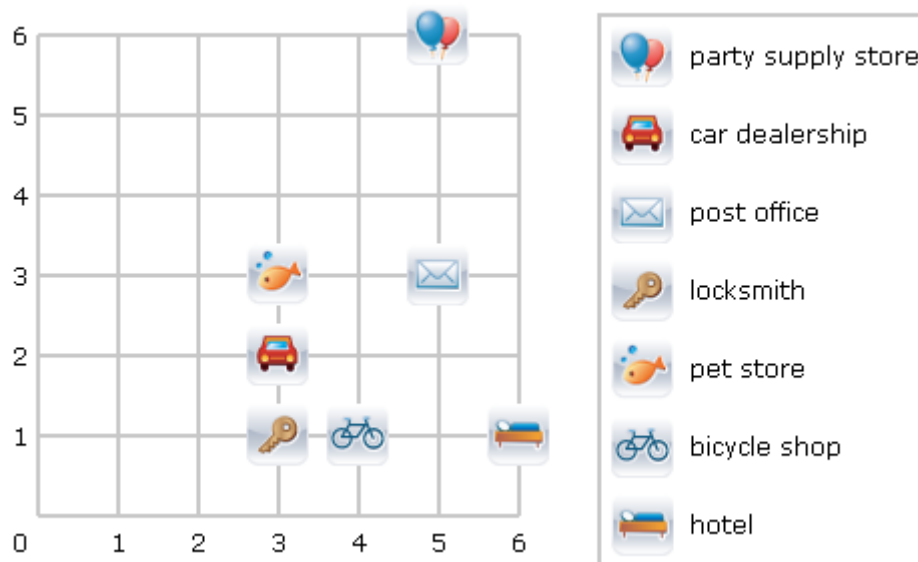 6
5
4
3
2
1
0 1 2 3 4 5 6
party supply store
car dealership
post office
locksmith
pet store
bicycle shop
hotel